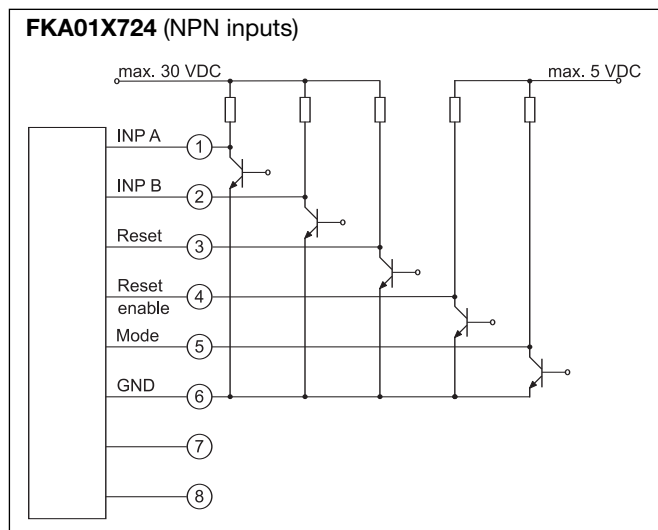 FKA01X724 (NPN inputs)
max. 30 VDC
max. 5 VDC
INP A
1
INP B
2
Reset
3
Reset
enable
4
Mode
5
GND
6
7
8